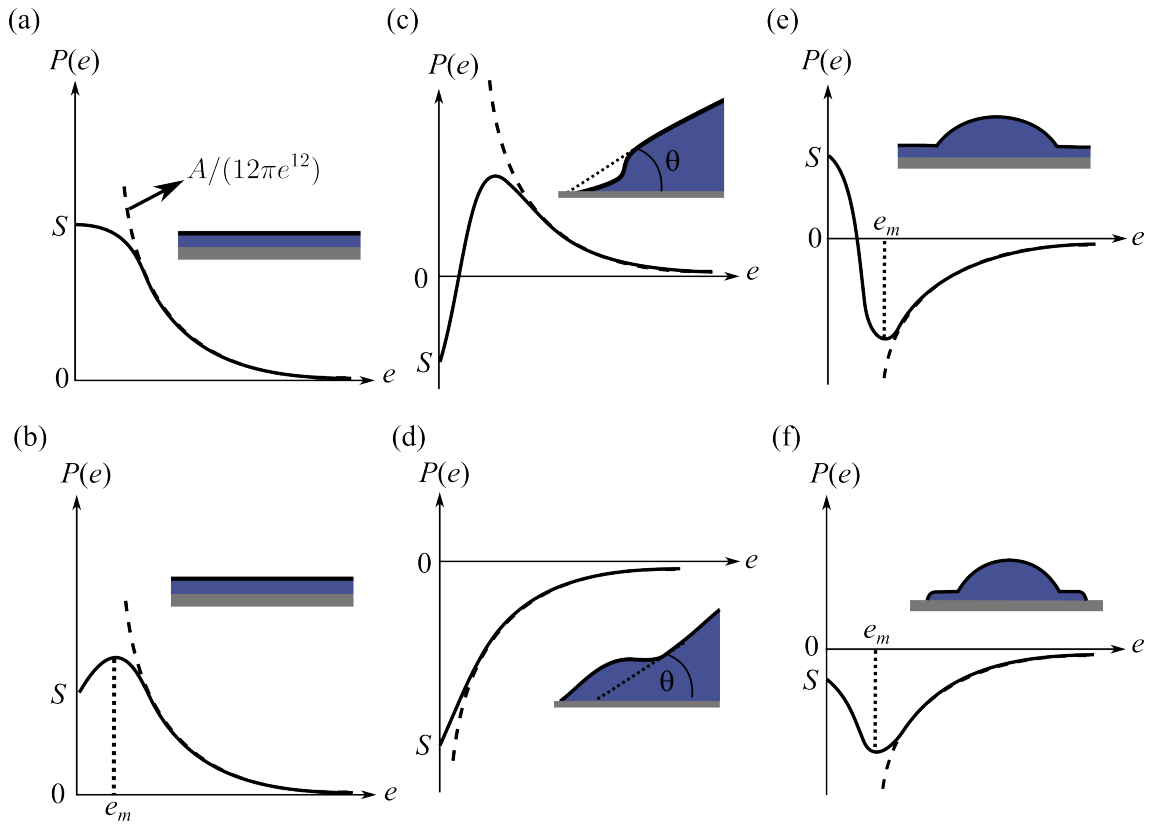 (a)
P(e)
A/(12πe^{12})
S
0
e
(b)
P(e)
S
0
e_m
e
(c)
P(e)
θ
0
e
S
(d)
P(e)
0
e
θ
S
(e)
P(e)
S
e_m
0
e
(f)
P(e)
e_m
0
e
S